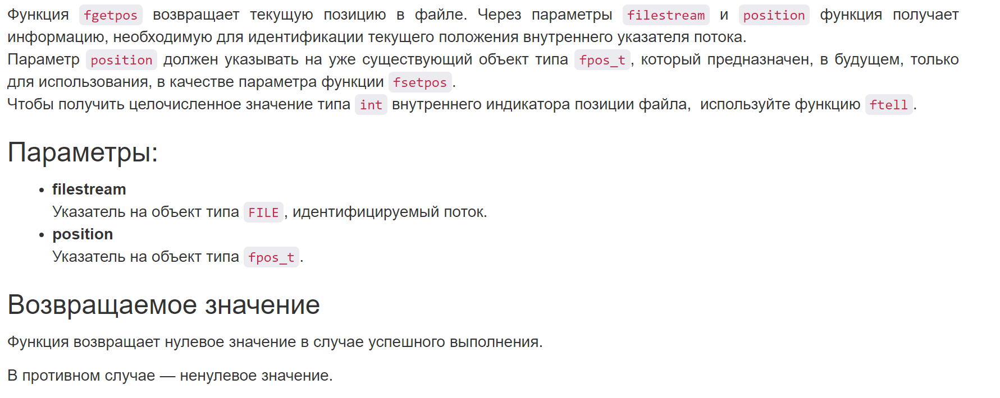 Функция fgetpos возвращает текущую позицию в файле. Через параметры filestream и position функция получает
информацию, необходимую для идентификации текущего положения внутреннего указателя потока.
Параметр position должен указывать на уже существующий объект типа fpos_t, который предназначен, в будущем, только
для использования, в качестве параметра функции fsetpos.
Чтобы получить целочисленное значение типа int внутреннего индикатора позиции файла, используйте функцию ftell.
Параметры:
• filestream
Указатель на объект типа FILE, идентифицируемый поток.
• position
Указатель на объект типа fpos_t.
Возвращаемое значение
Функция возвращает нулевое значение в случае успешного выполнения.
В противном случае — ненулевое значение.